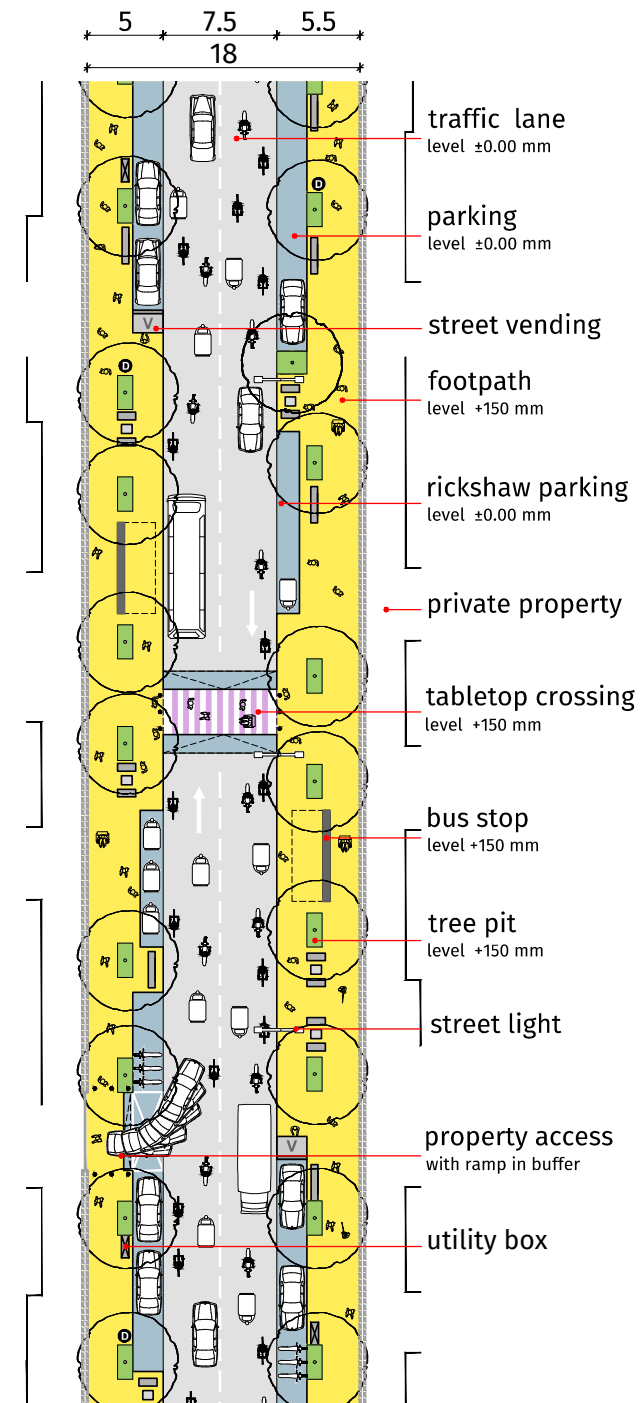 5 7.5 5.5
18
traffic lane
level ±0.00 mm
D
parking
level ±0.00 mm
V
street vending
D
footpath
level +150 mm
rickshaw parking
level ±0.00 mm
private property
tabletop crossing
level +150 mm
bus stop
level +150 mm
tree pit
level +150 mm
street light
property access
with ramp in buffer
V
utility box
D